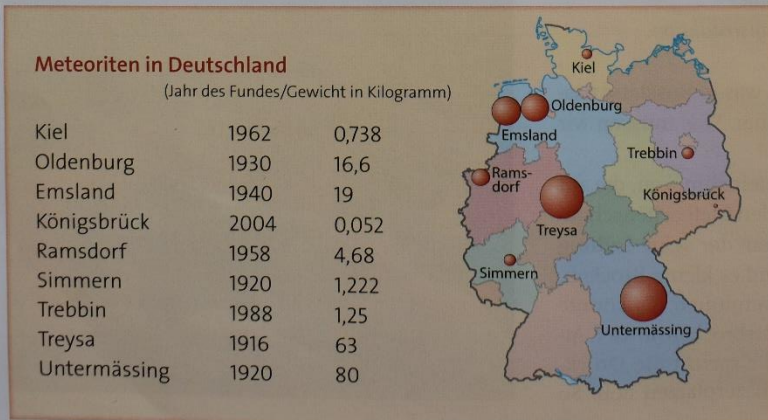 Meteoriten in Deutschland
(Jahr des Fundes/Gewicht in Kilogramm)
Kiel 1962 0,738
Oldenburg 1930 16,6
Emsland 1940 19
Königsbrück 2004 0,052
Ramsdorf 1958 4,68
Simmern 1920 1,222
Trebbin 1988 1,25
Treysa 1916 63
Untermässing 1920 80
Kiel
Oldenburg
Emsland
Trebbin
Rams-
dorf
Königsbrück
Treysa
Simmern
Untermässing